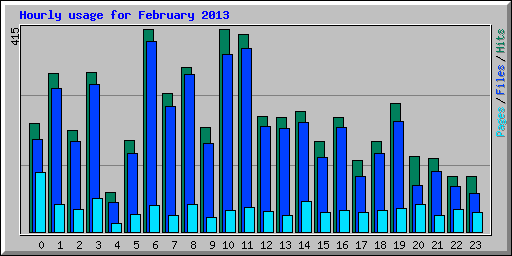 Hourly usage for February 2013
415
Pages/Files/Hits
0 1 2 3 4 5 6 7 8 9 10 11 12 13 14 15 16 17 18 19 20 21 22 23